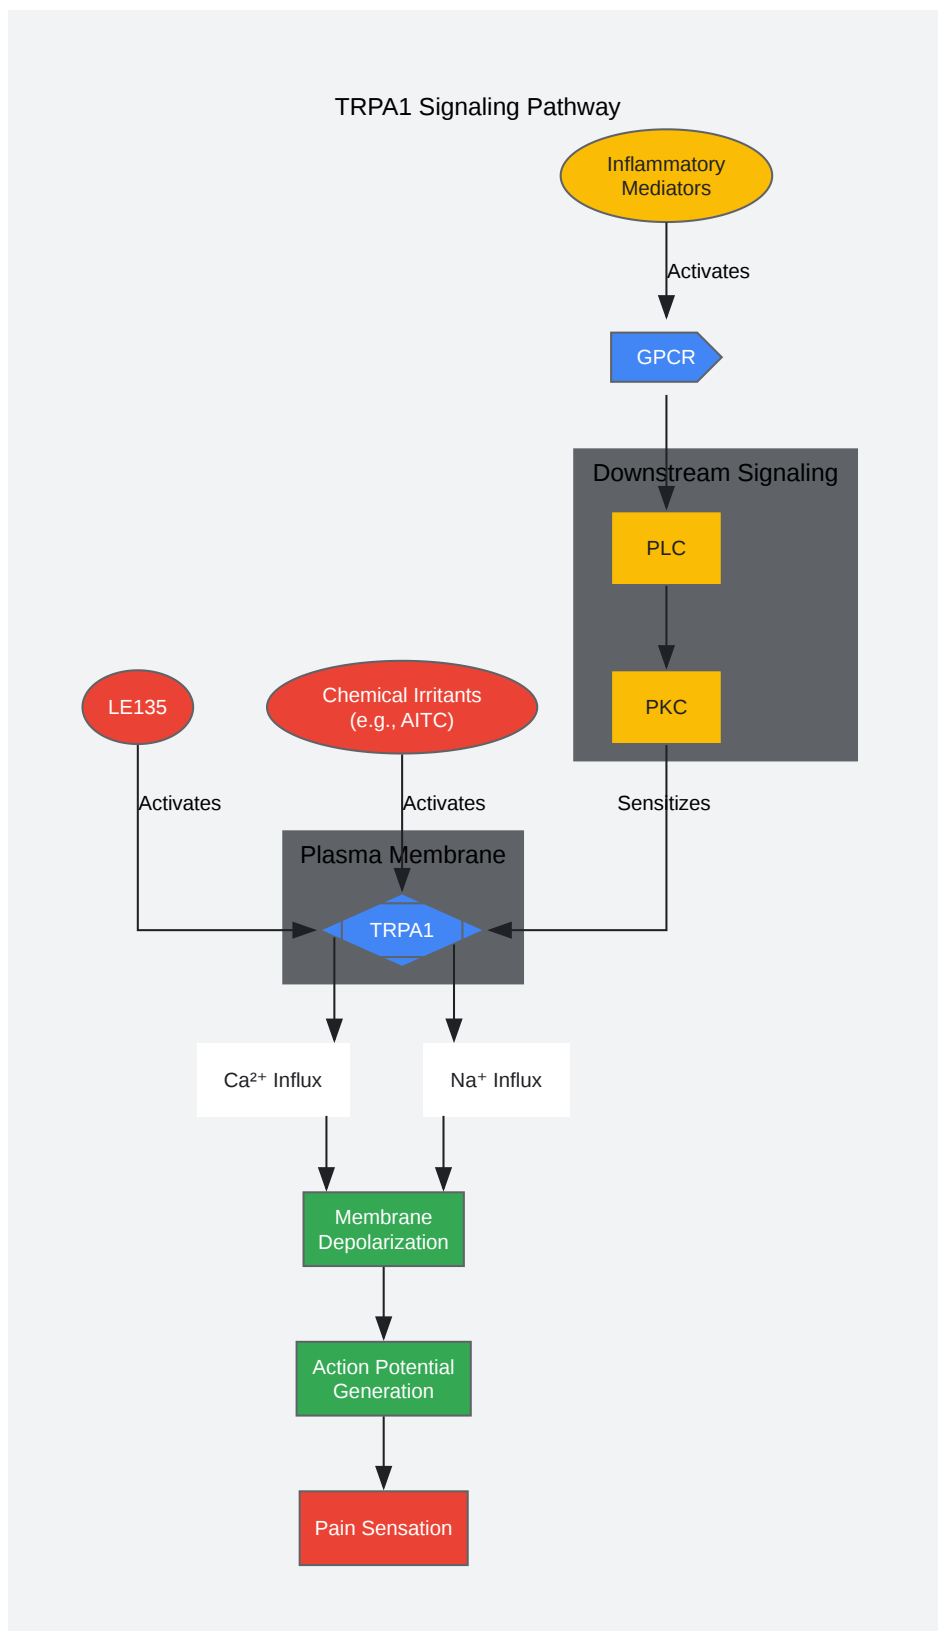 TRPA1 Signaling Pathway
Inflammatory
Mediators
Activates
GPCR
Downstream Signaling
PLC
PKC
LE135
Chemical Irritants
(e.g., AITC)
Activates
Activates
Sensitizes
Plasma Membrane
TRPA1
Ca²⁺ Influx
Na⁺ Influx
Membrane
Depolarization
Action Potential
Generation
Pain Sensation